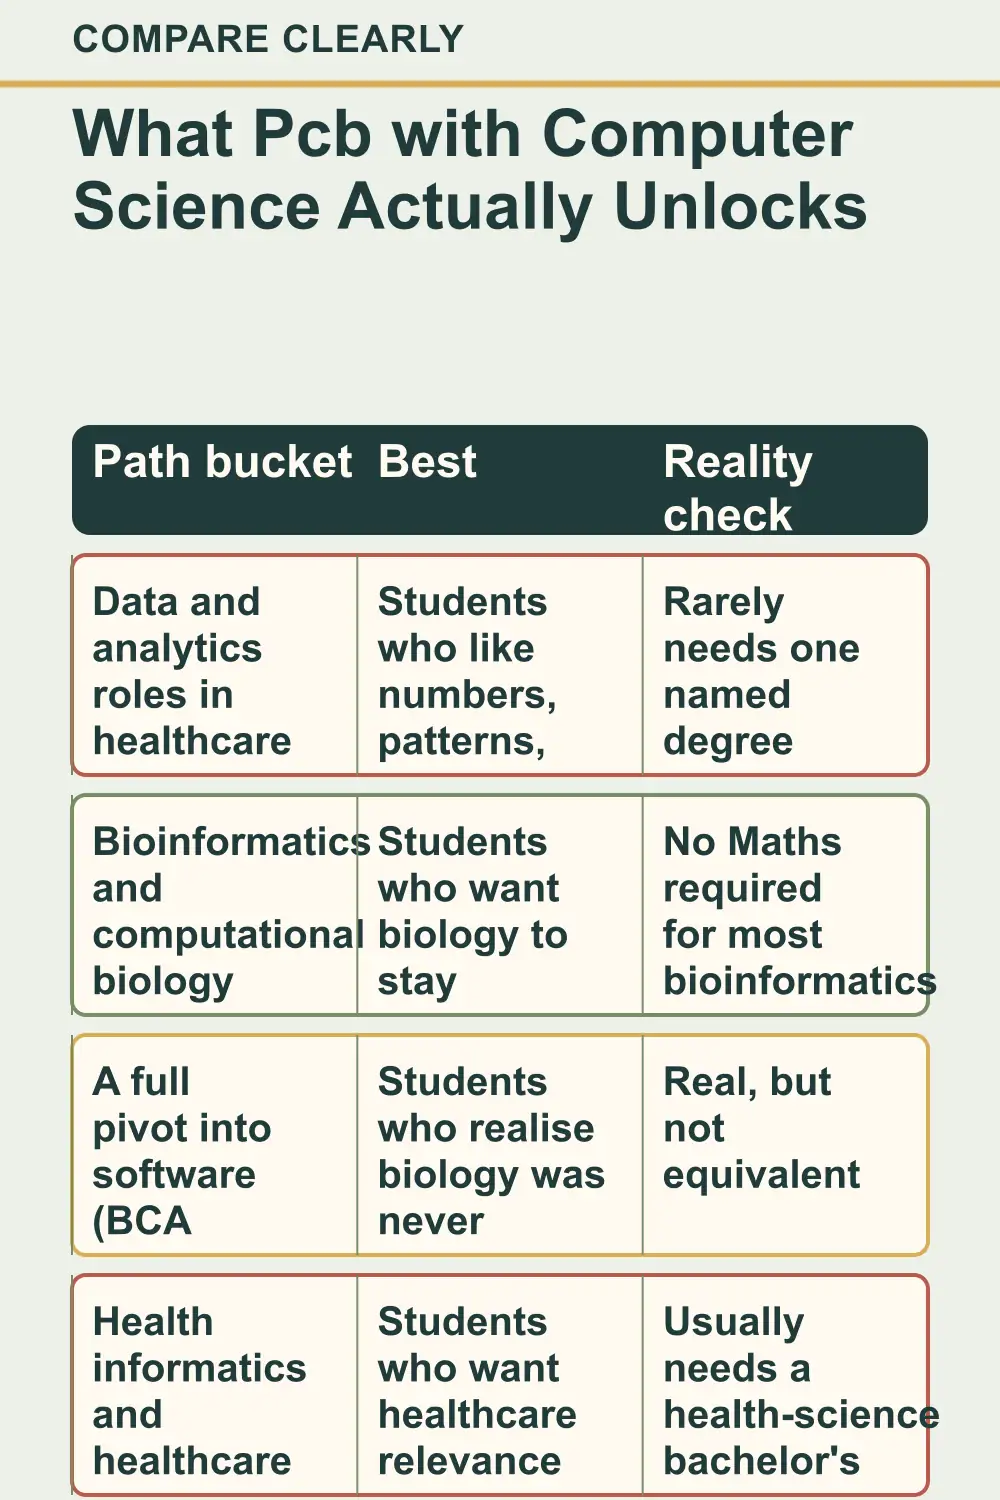 COMPARE CLEARLY
What Pcb with Computer
Science Actually Unlocks
Path bucket
Best
Reality
check
Data and
analytics
roles in
healthcare
Students
who like
numbers,
patterns,
Rarely
needs one
named
degree
Bioinformatics
and
computational
biology
Students
who want
biology to
stay
No Maths
required
for most
bioinformatics
A full
pivot into
software
(BCA
Students
who realise
biology was
never
Real, but
not
equivalent
Health
informatics
and
healthcare
Students
who want
healthcare
relevance
Usually
needs a
health-science
bachelor's